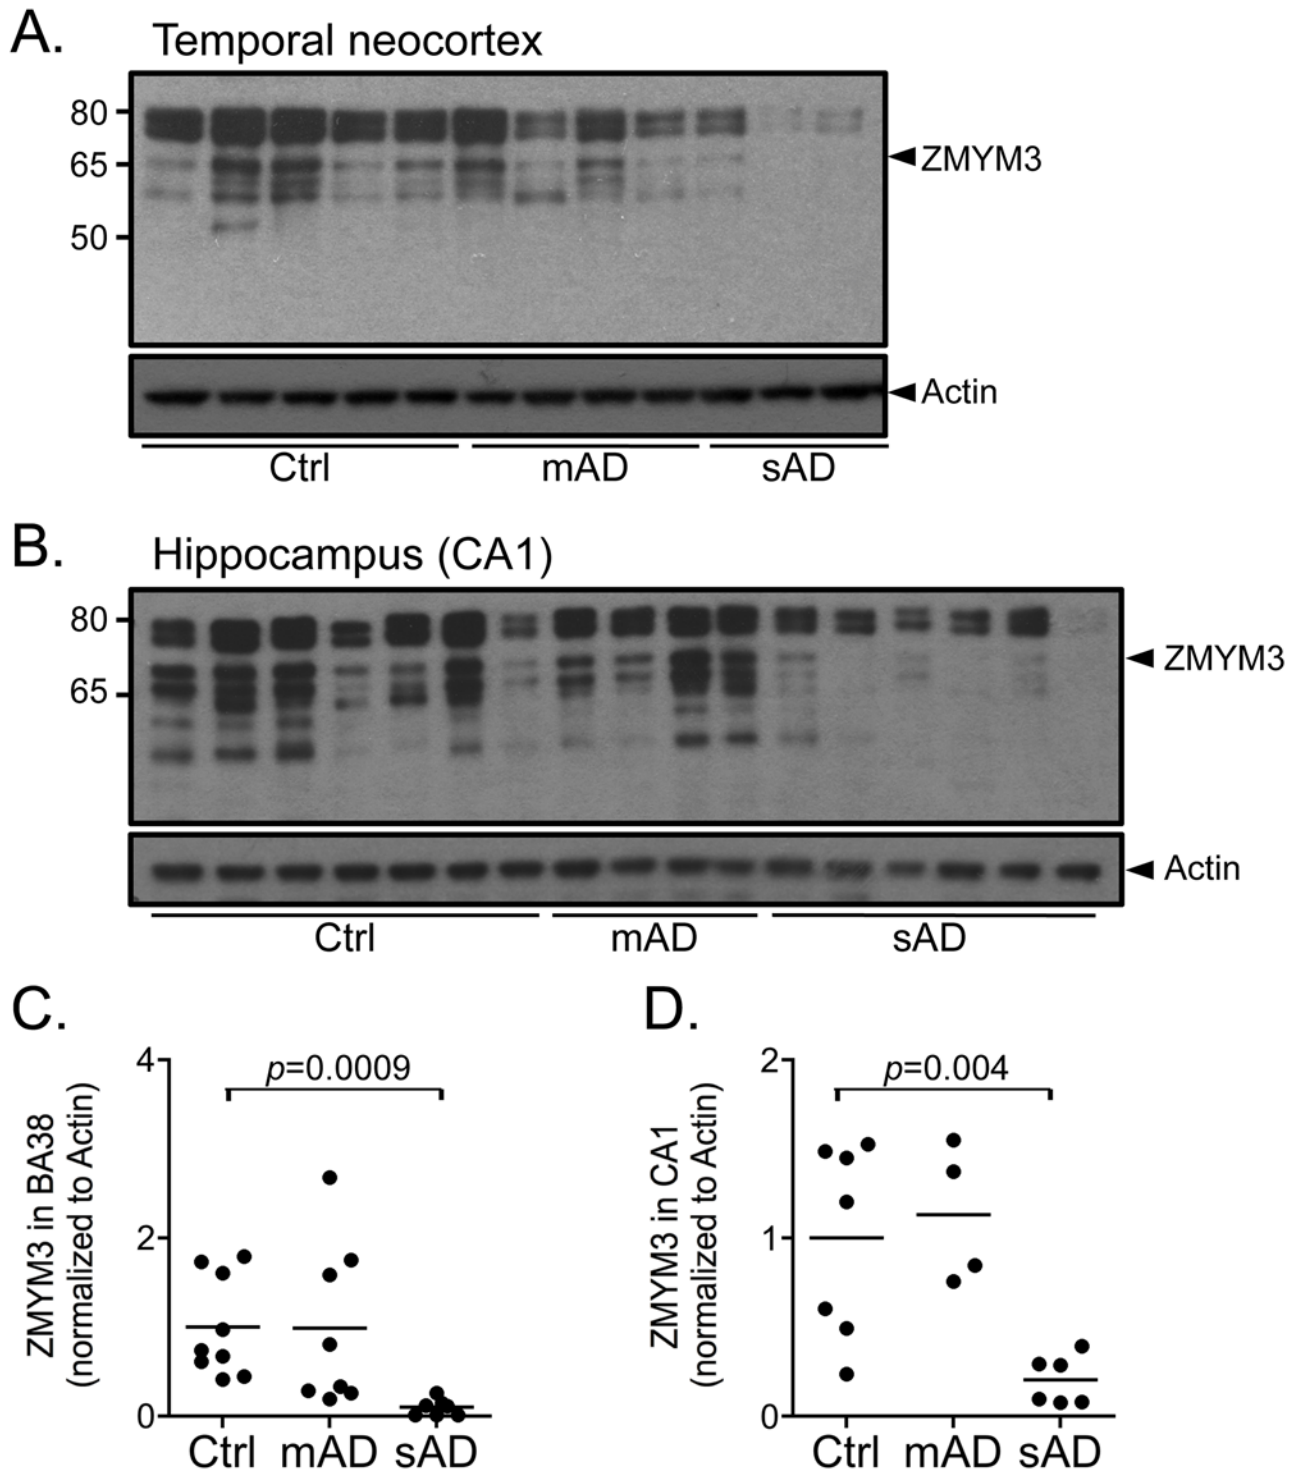 A.
Temporal neocortex
80
65
50
ZMYM3
Actin
Ctrl mAD sAD
B.
Hippocampus (CA1)
80
65
ZMYM3
Actin
Ctrl mAD sAD
C.
ZMYM3 in BA38
(normalized to Actin)
4
2
0
p=0.0009
Ctrl mAD sAD
D.
ZMYM3 in CA1
(normalized to Actin)
2
1
0
p=0.004
Ctrl mAD sAD